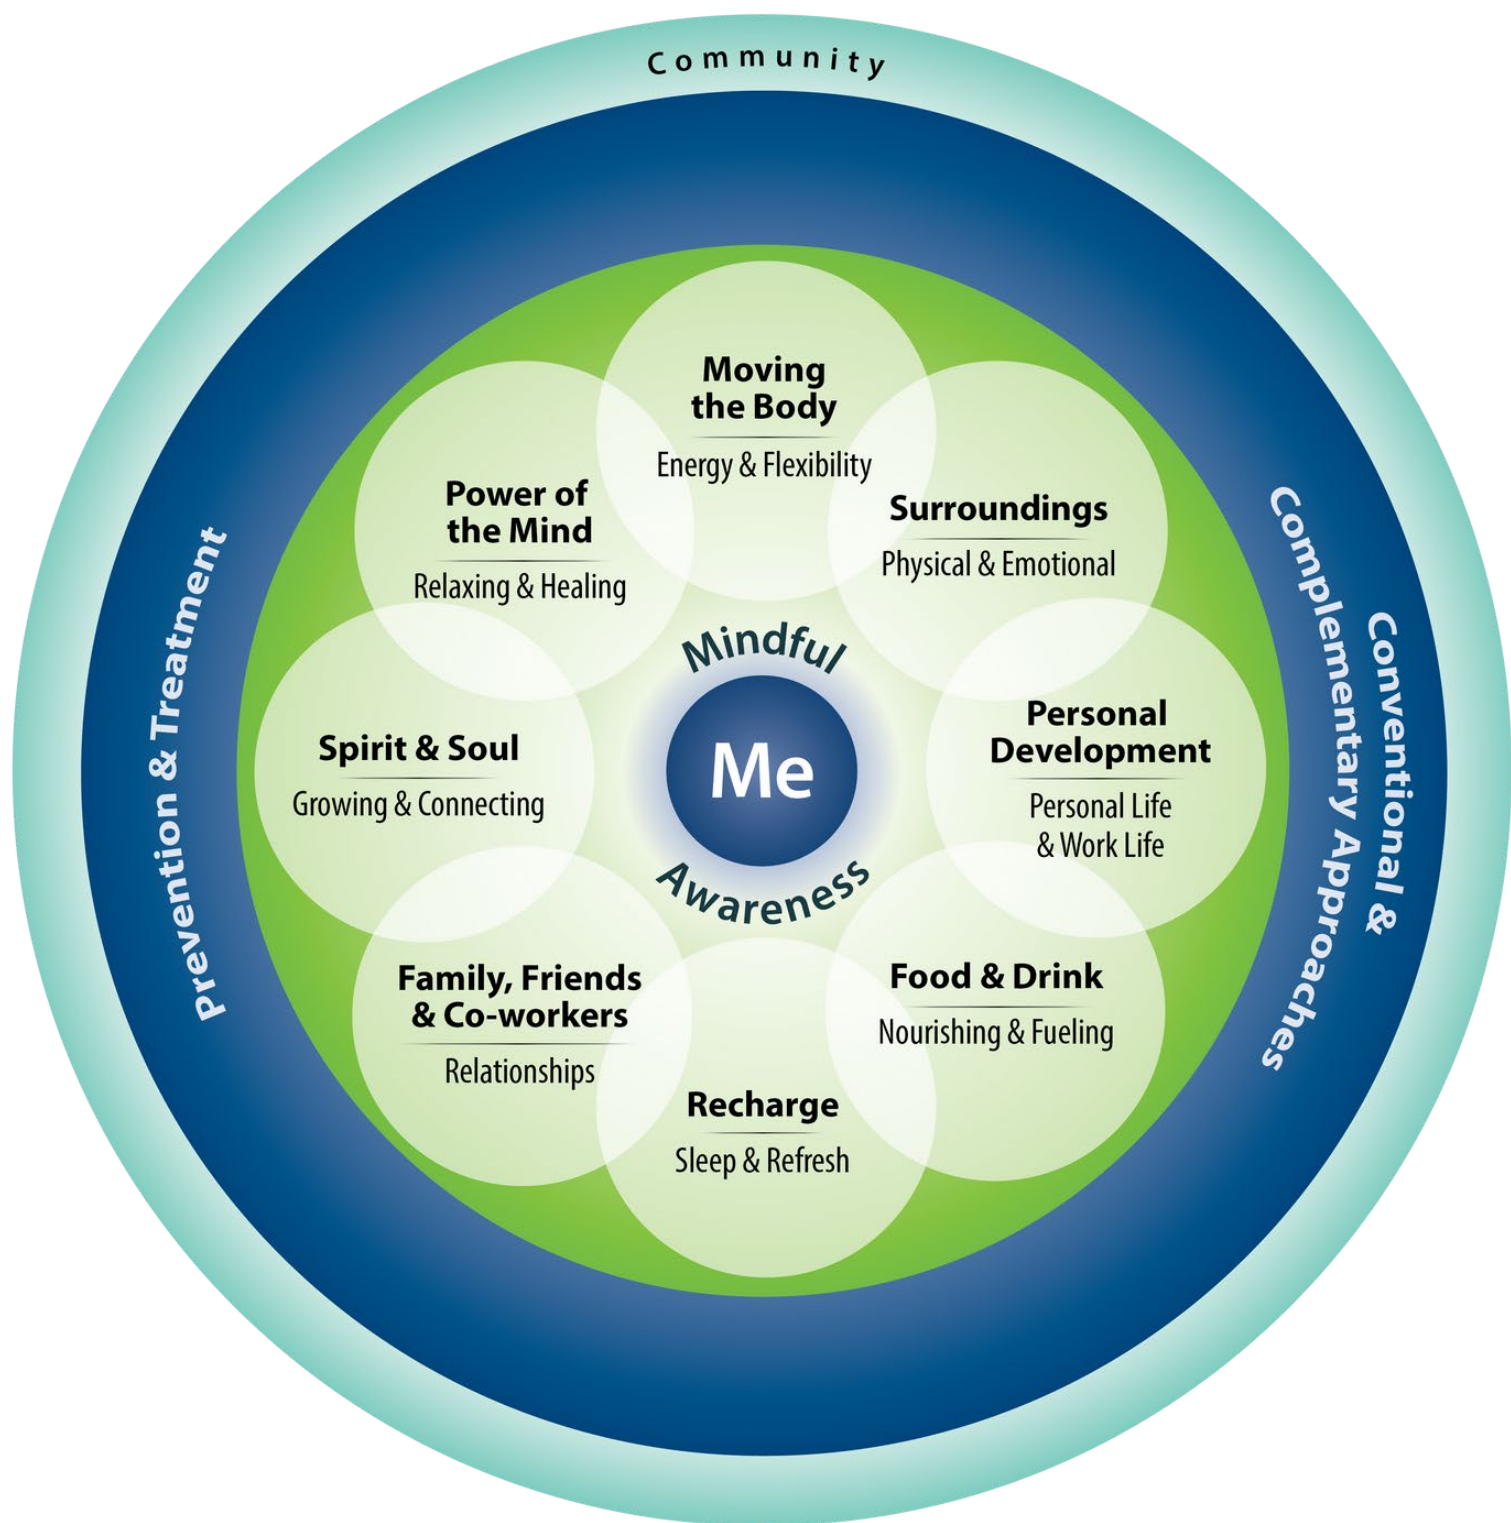 Community
Prevention & Treatment
Conventional &
Complementary Approaches
Moving
the Body
Energy & Flexibility
Surroundings
Physical & Emotional
Personal
Development
Personal Life
& Work Life
Food & Drink
Nourishing & Fueling
Recharge
Sleep & Refresh
Family, Friends
& Co-workers
Relationships
Spirit & Soul
Growing & Connecting
Power of
the Mind
Relaxing & Healing
Mindful
Me
Awareness